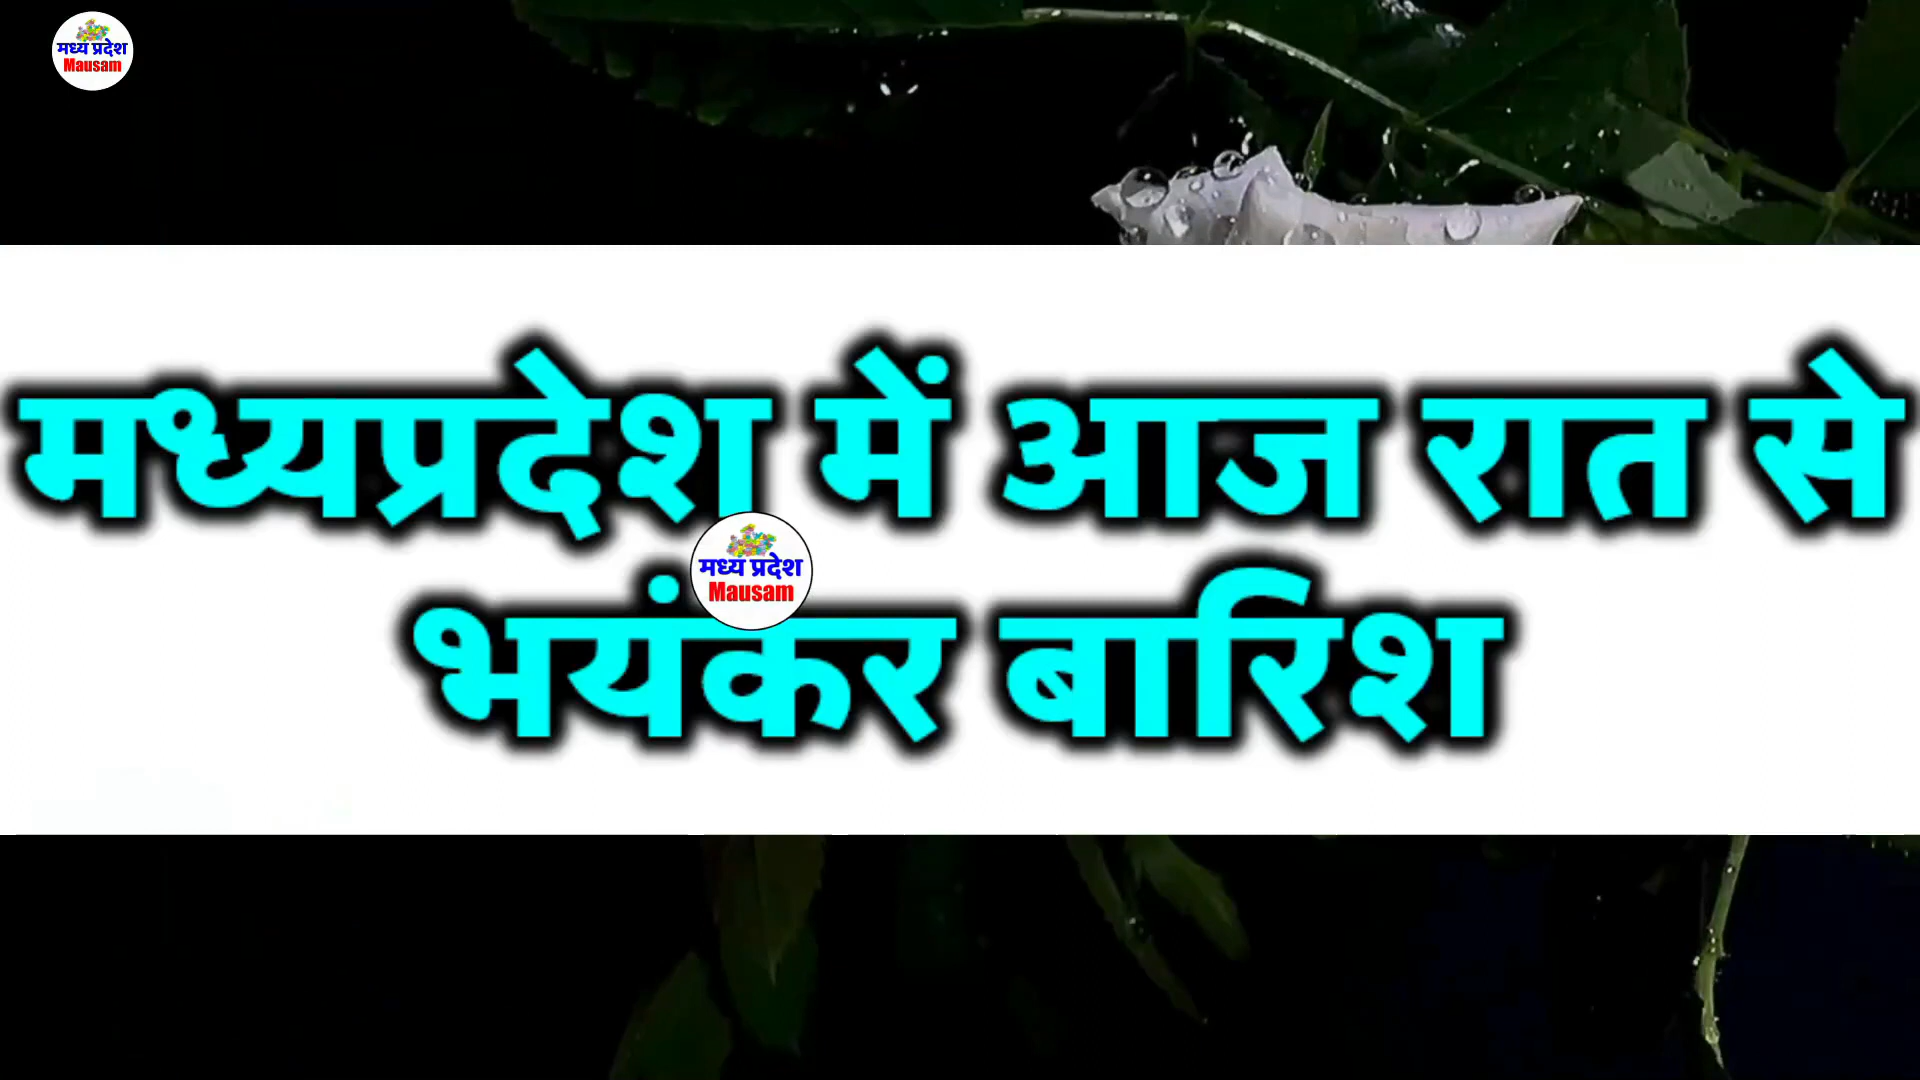 मध्य प्रदेश
Mausam
मध्यप्रदेश में आज रात से
मध्य प्रदेश
Mausam
भयंकर बारिश